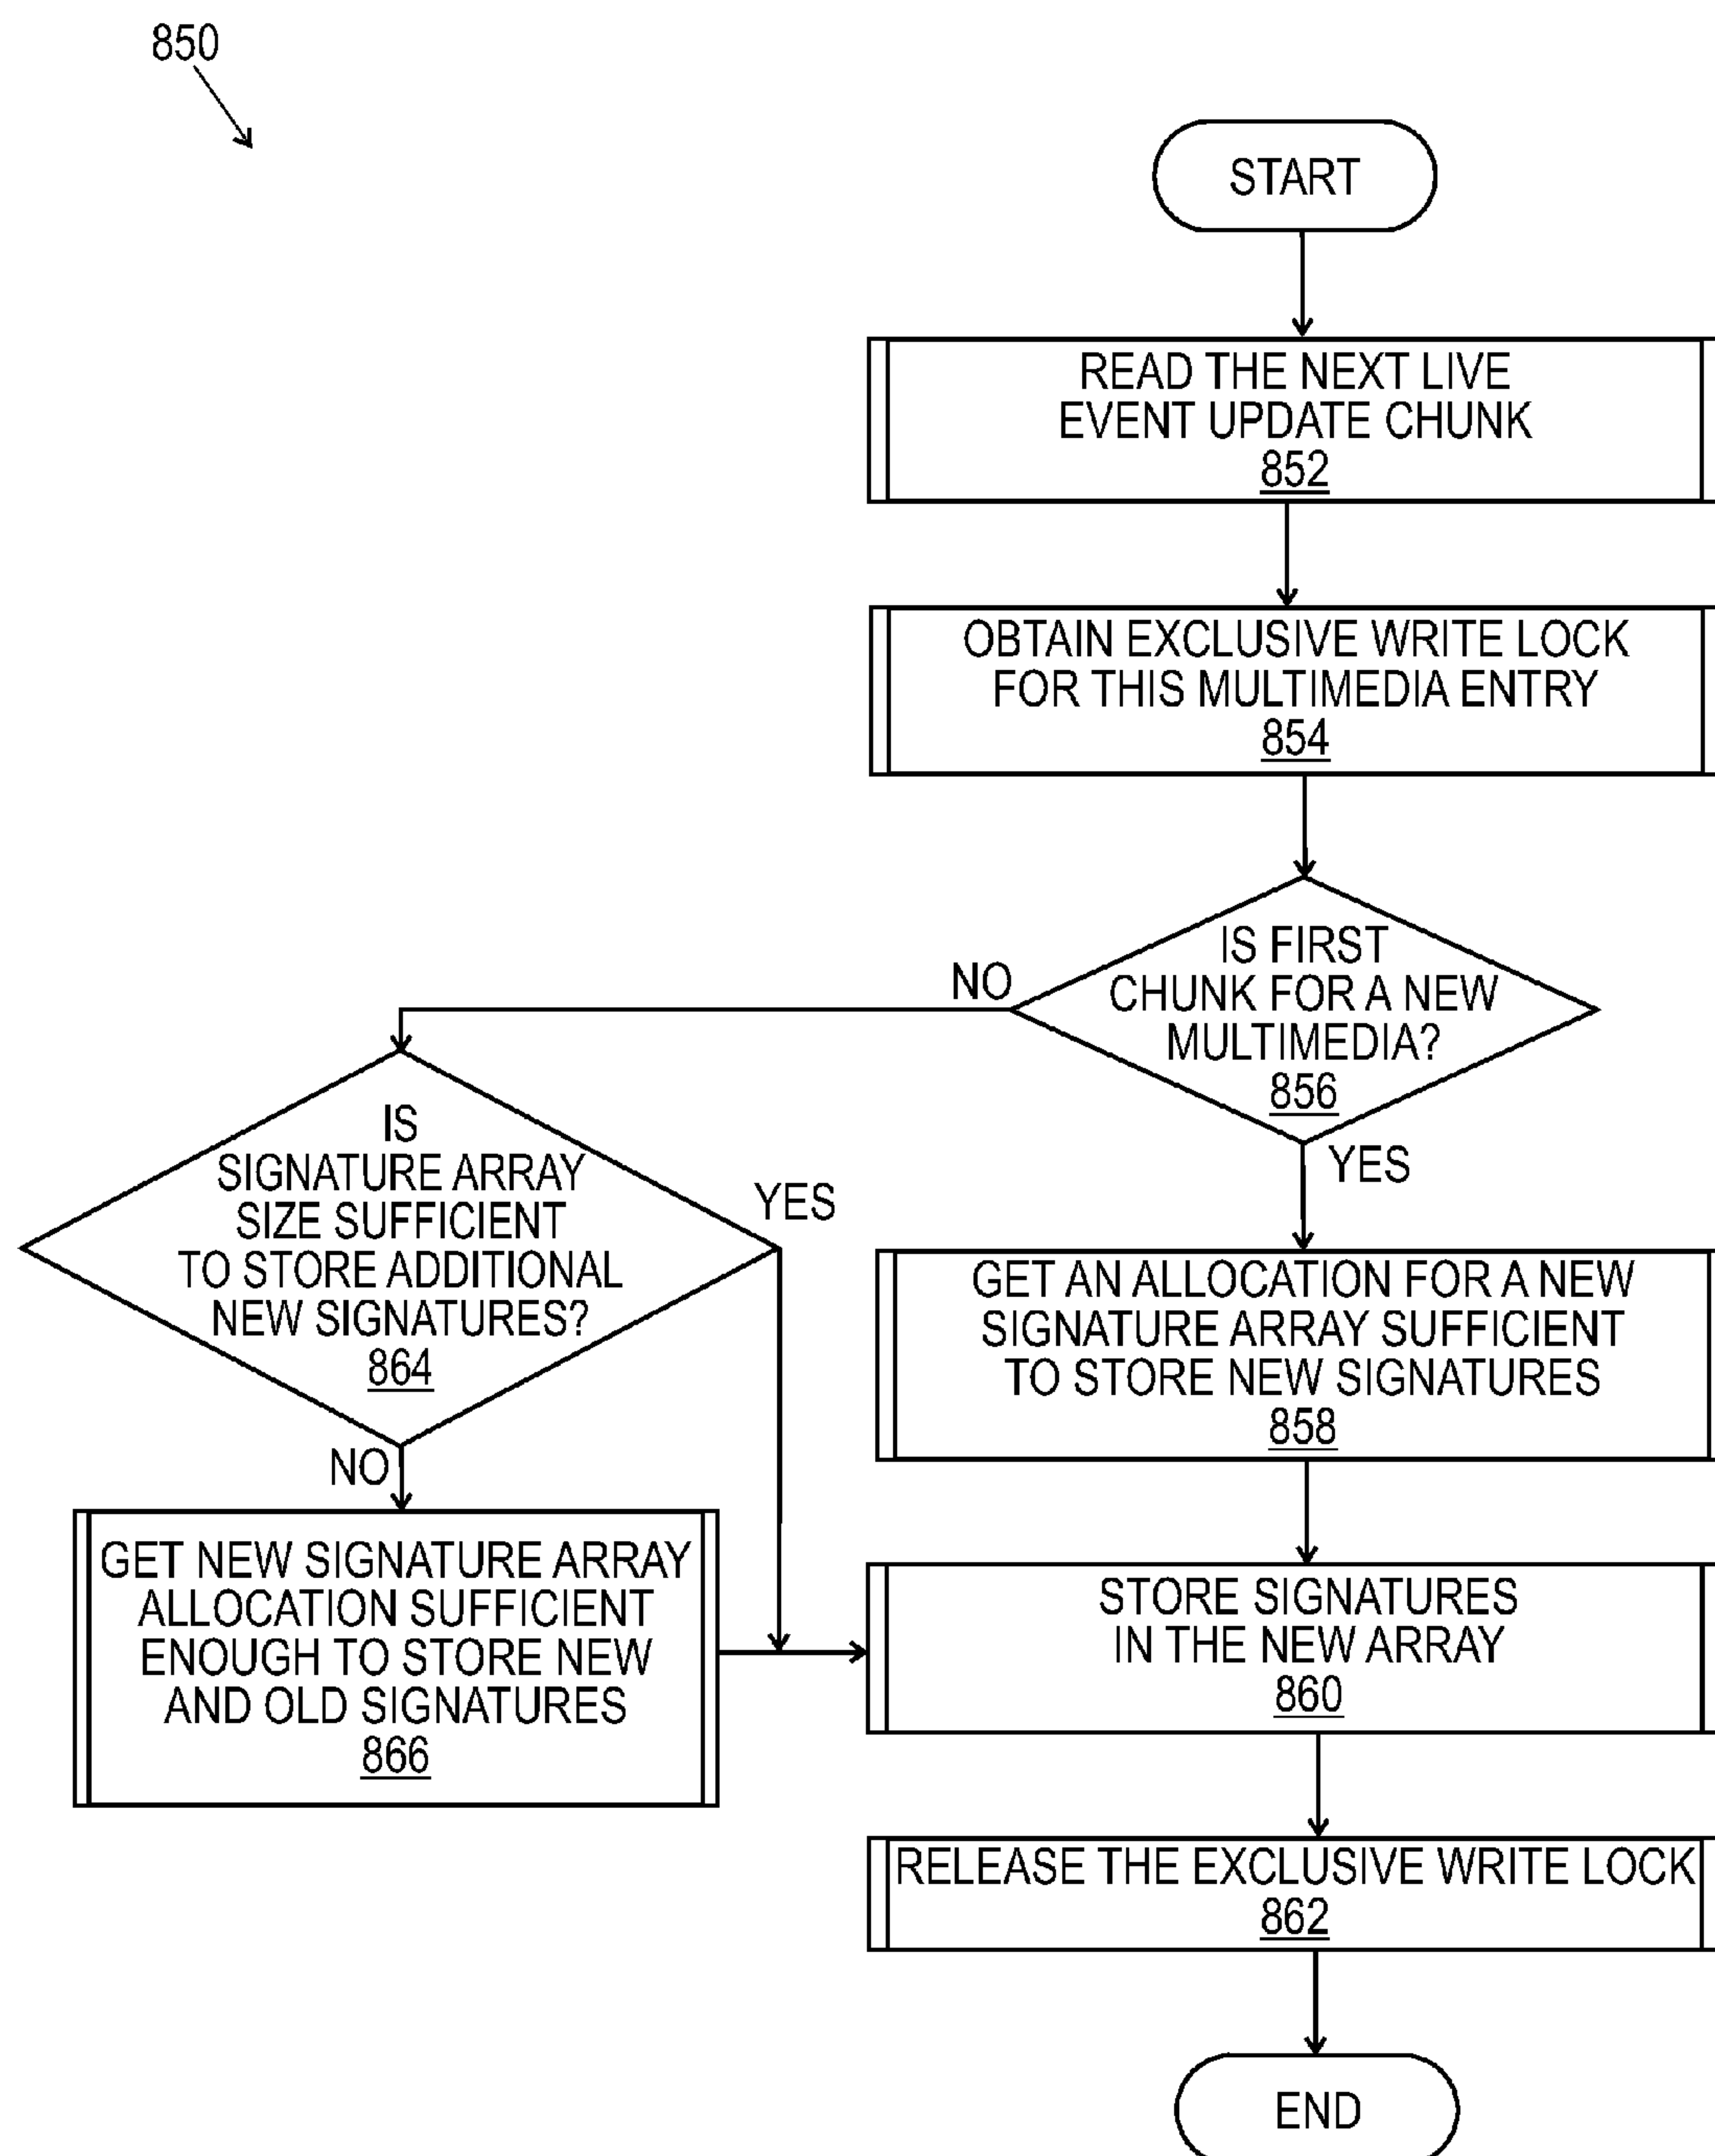 850
START
READ THE NEXT LIVE
EVENT UPDATE CHUNK
852
OBTAIN EXCLUSIVE WRITE LOCK
FOR THIS MULTIMEDIA ENTRY
854
IS FIRST
CHUNK FOR A NEW
MULTIMEDIA?
856
NO
YES
IS
SIGNATURE ARRAY
SIZE SUFFICIENT
TO STORE ADDITIONAL
NEW SIGNATURES?
864
YES
NO
GET AN ALLOCATION FOR A NEW
SIGNATURE ARRAY SUFFICIENT
TO STORE NEW SIGNATURES
858
GET NEW SIGNATURE ARRAY
ALLOCATION SUFFICIENT
ENOUGH TO STORE NEW
AND OLD SIGNATURES
866
STORE SIGNATURES
IN THE NEW ARRAY
860
RELEASE THE EXCLUSIVE WRITE LOCK
862
END